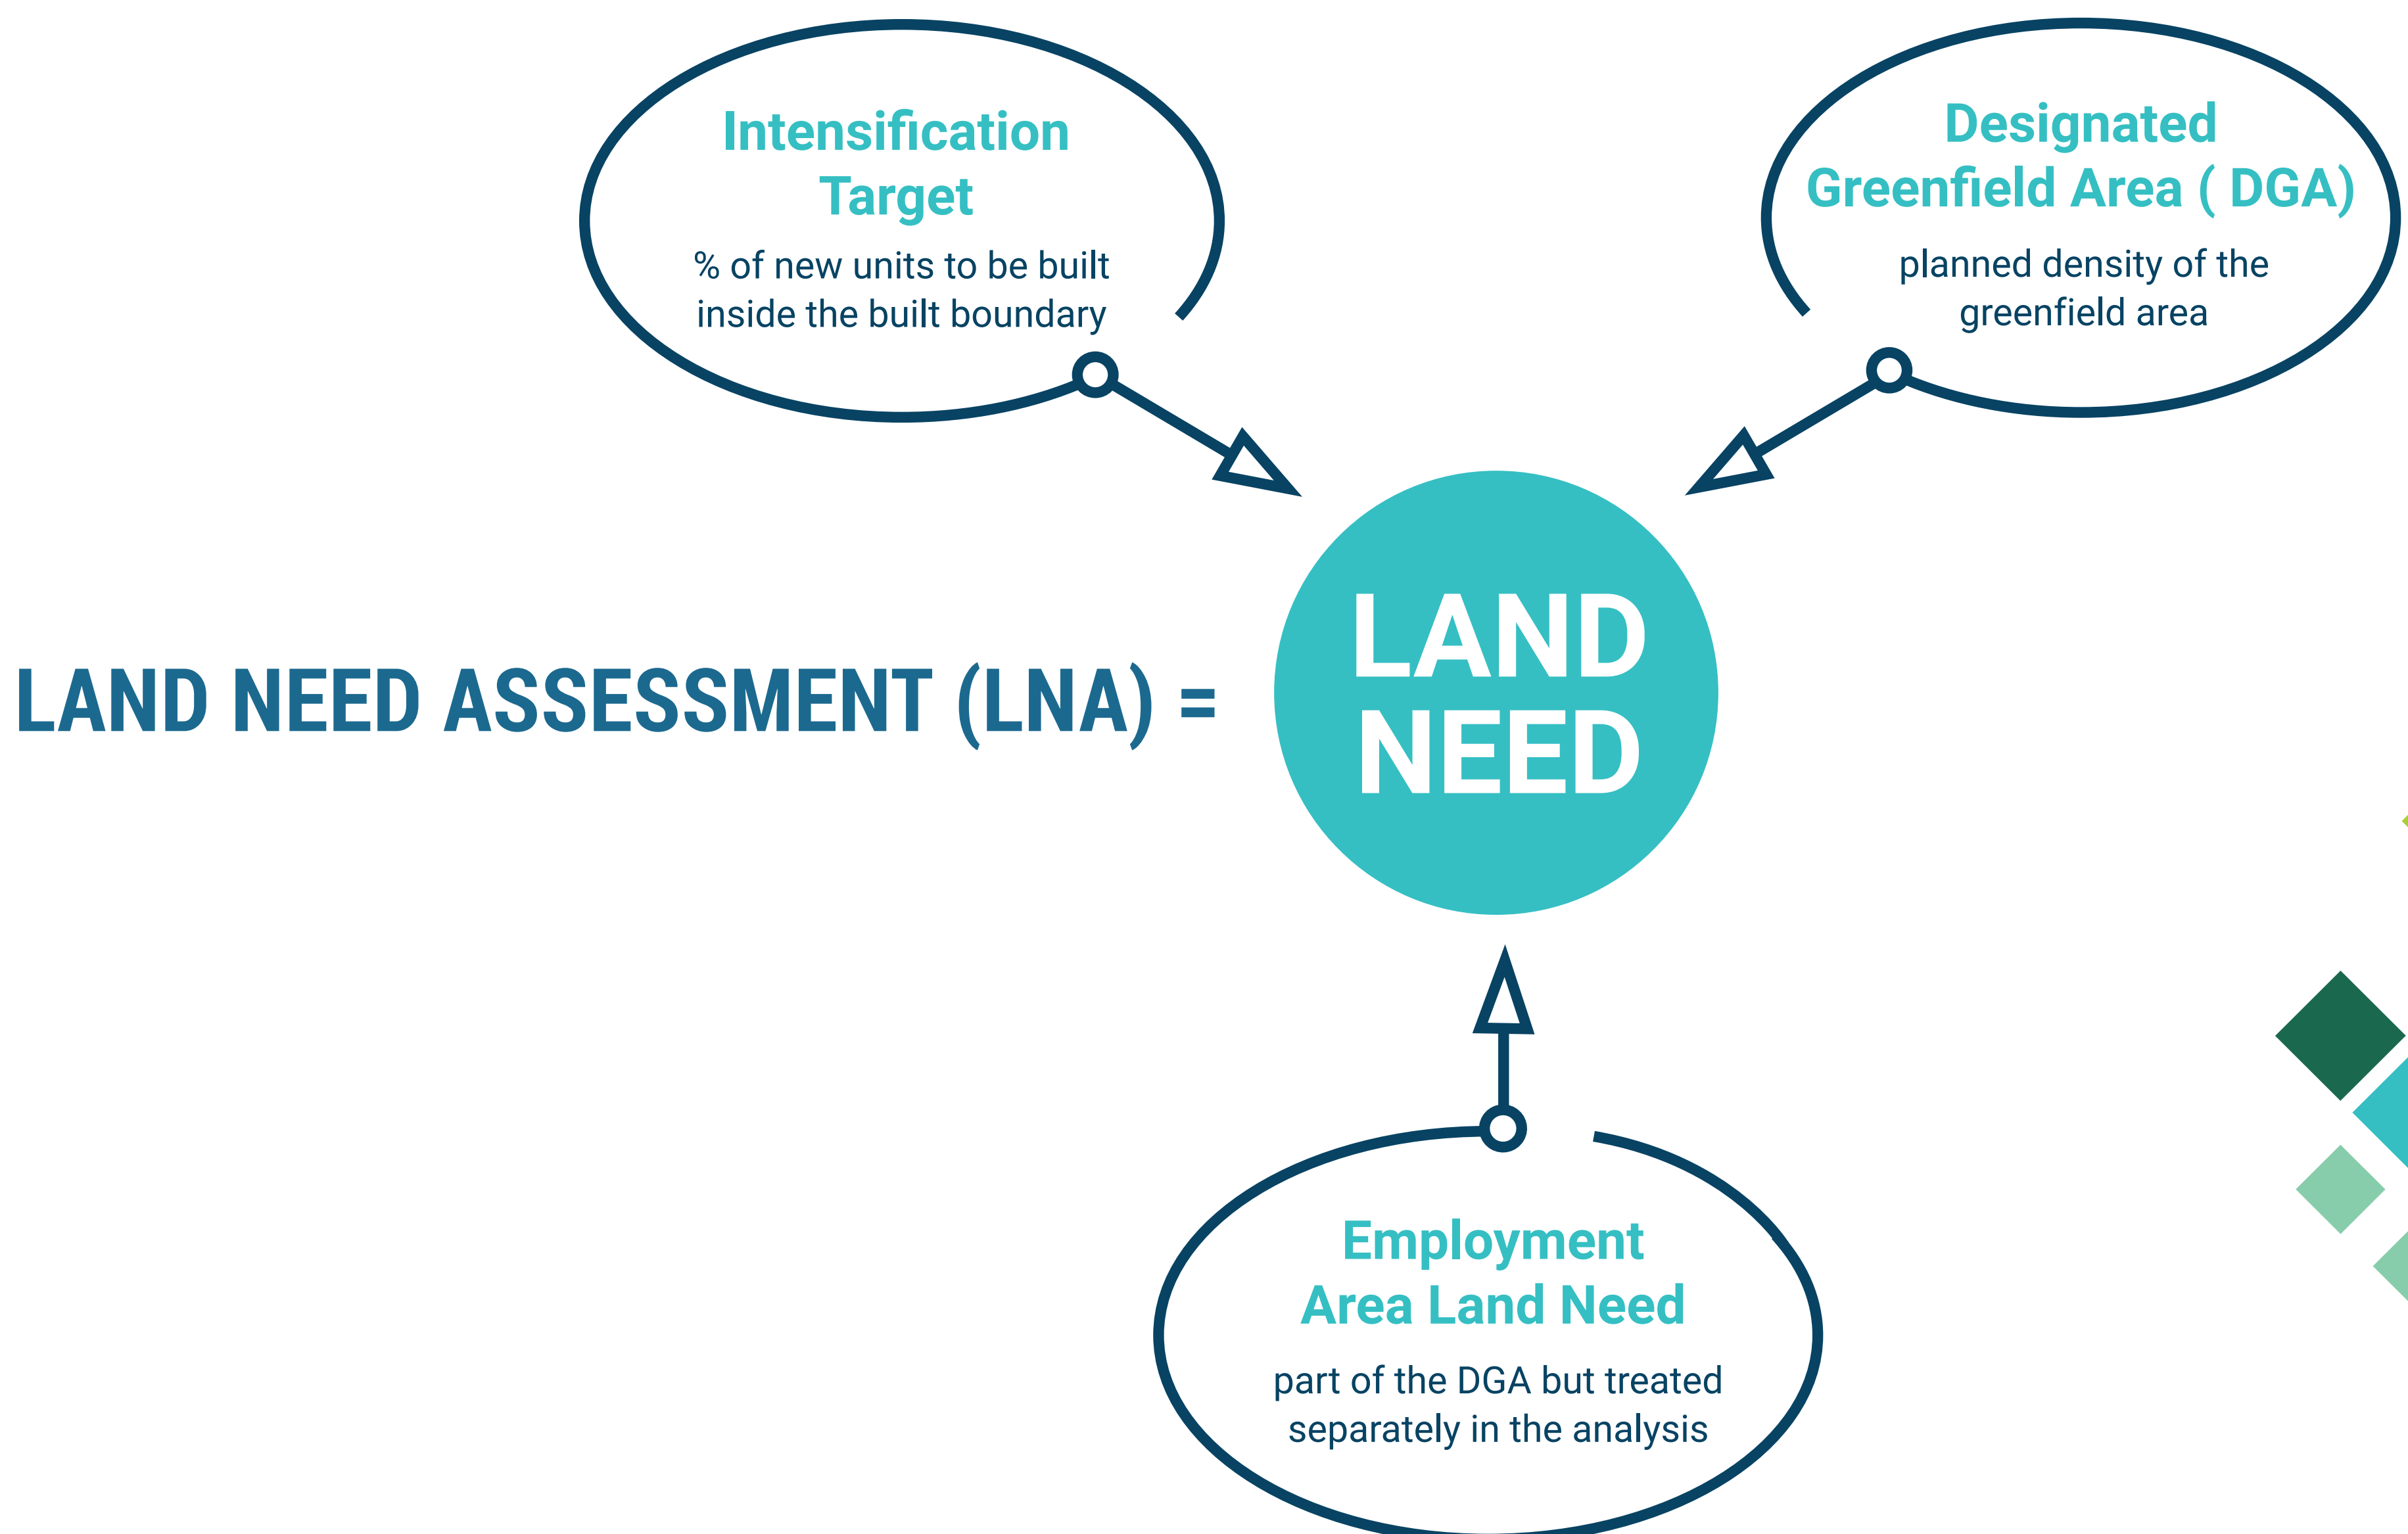 Intensification
Target
% of new units to be built
inside the built boundary
Designated
Greenfield Area ( DGA)
planned density of the
greenfield area
LAND NEED ASSESSMENT (LNA) =
LAND
NEED
Employment
Area Land Need
part of the DGA but treated
separately in the analysis